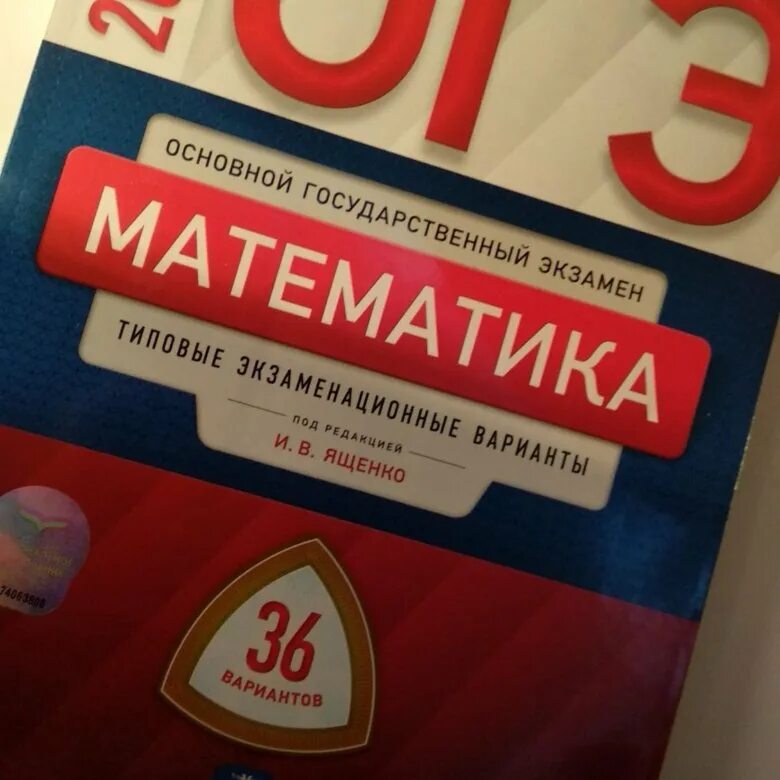 ОГЭ
ОСНОВНОЙ ГОСУДАРСТВЕННЫЙ ЭКЗАМЕН
МАТЕМАТИКА
ТИПОВЫЕ ЭКЗАМЕНАЦИОННЫЕ ВАРИАНТЫ
ПОД РЕДАКЦИЕЙ
И. В. ЯЩЕНКО
36
ВАРИАНТОВ